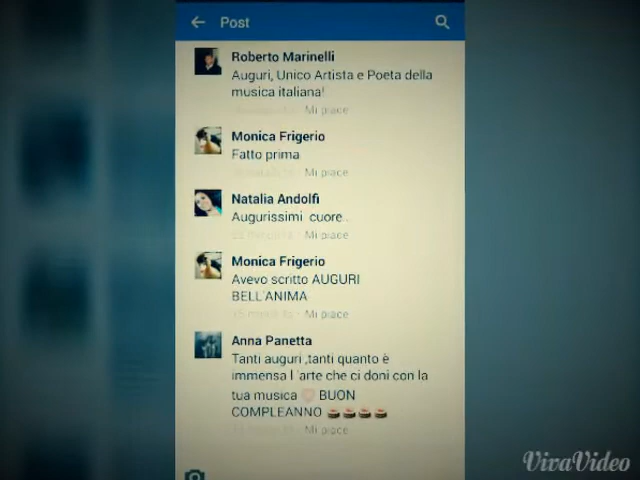 Post
Roberto Marinelli
Auguri, Unico Artista e Poeta della
musica italiana!
Mi piace
Monica Frigerio
Fatto prima
Mi piace
Natalia Andolfi
Augurissimi cuore..
Mi piace
Monica Frigerio
Avevo scritto AUGURI
BELL'ANIMA
Mi piace
Anna Panetta
Tanti auguri ,tanti quanto è
immensa l 'arte che ci doni con la
tua musica BUON
COMPLEANNO
Mi piace
VivaVideo